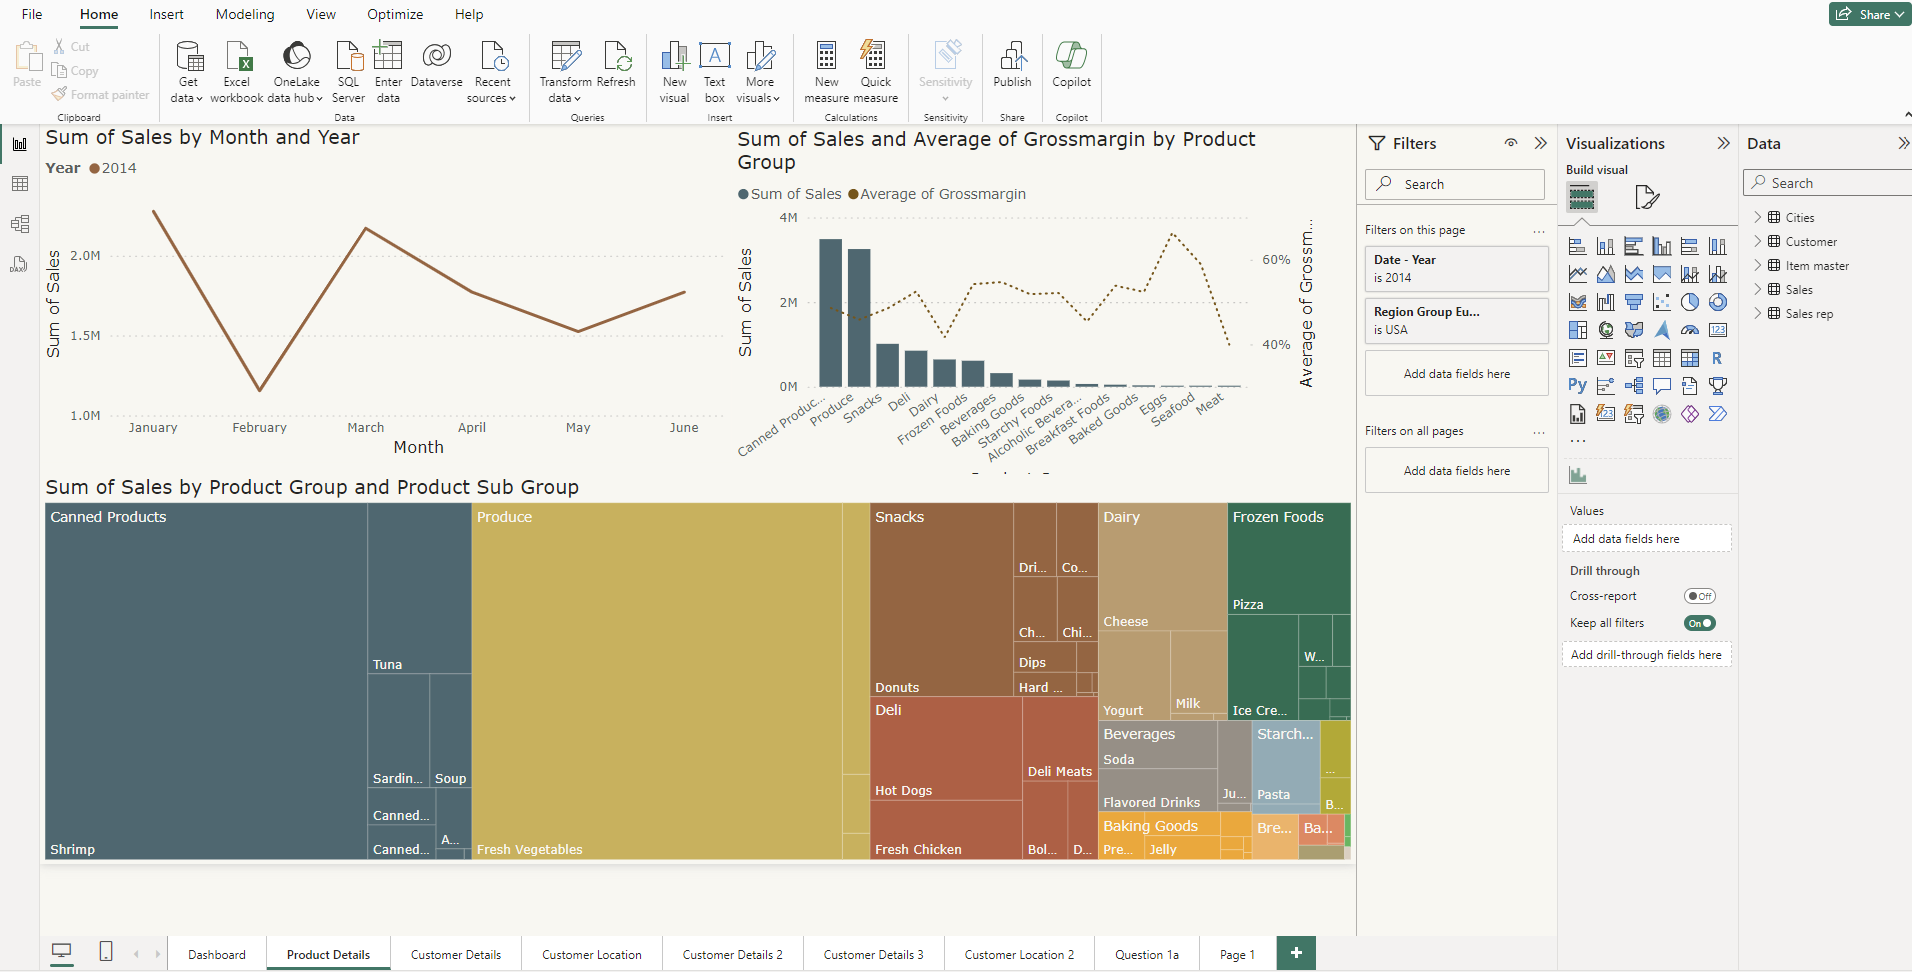 File Home Insert Modeling View Optimize Help Share
Paste
Cut
Copy
Format painter
Clipboard
Get data
Excel workbook
OneLake data hub
SQL Server
Enter data
Dataverse
Recent sources
Data
Transform data
Refresh
Queries
New visual
Text box
More visuals
Insert
New measure
Quick measure
Calculations
Sensitivity
Sensitivity
Publish
Share
Copilot
Copilot
Sum of Sales by Month and Year
Year 2014
Sum of Sales
2.0M
1.5M
1.0M
January February March April May June
Month
Sum of Sales and Average of Grossmargin by Product
Group
Sum of Sales Average of Grossmargin
Sum of Sales
4M
2M
0M
60%
40%
Average of Grossm...
Canned Produc... Produce Snacks Deli Dairy Frozen Foods Beverages Baking Goods Starchy Foods Alcoholic Bevera... Breakfast Foods Baked Goods Eggs Seafood Meat
Sum of Sales by Product Group and Product Sub Group
Canned Products
Shrimp
Tuna
Sardin...
Soup
Canned...
Canned...
A...
Produce
Fresh Vegetables
Snacks
Donuts
Dri...
Co...
Ch...
Chi...
Dips
Hard ...
Deli
Hot Dogs
Fresh Chicken
Deli Meats
Bol...
D...
Dairy
Cheese
Yogurt
Milk
Frozen Foods
Pizza
Ice Cre...
W...
Beverages
Soda
Flavored Drinks
Ju...
Starch...
Pasta
...
B...
Baking Goods
Pre...
Jelly
Bre...
Ba...
Filters
Search
Filters on this page ...
Date - Year
is 2014
Region Group Eu...
is USA
Add data fields here
Filters on all pages ...
Add data fields here
Visualizations
Build visual
123
R
Py
123
...
Values
Add data fields here
Drill through
Cross-report Off
Keep all filters On
Add drill-through fields here
Data
Search
Cities
Customer
Item master
Sales
Sales rep
DAX
Dashboard Product Details Customer Details Customer Location Customer Details 2 Customer Details 3 Customer Location 2 Question 1a Page 1 +